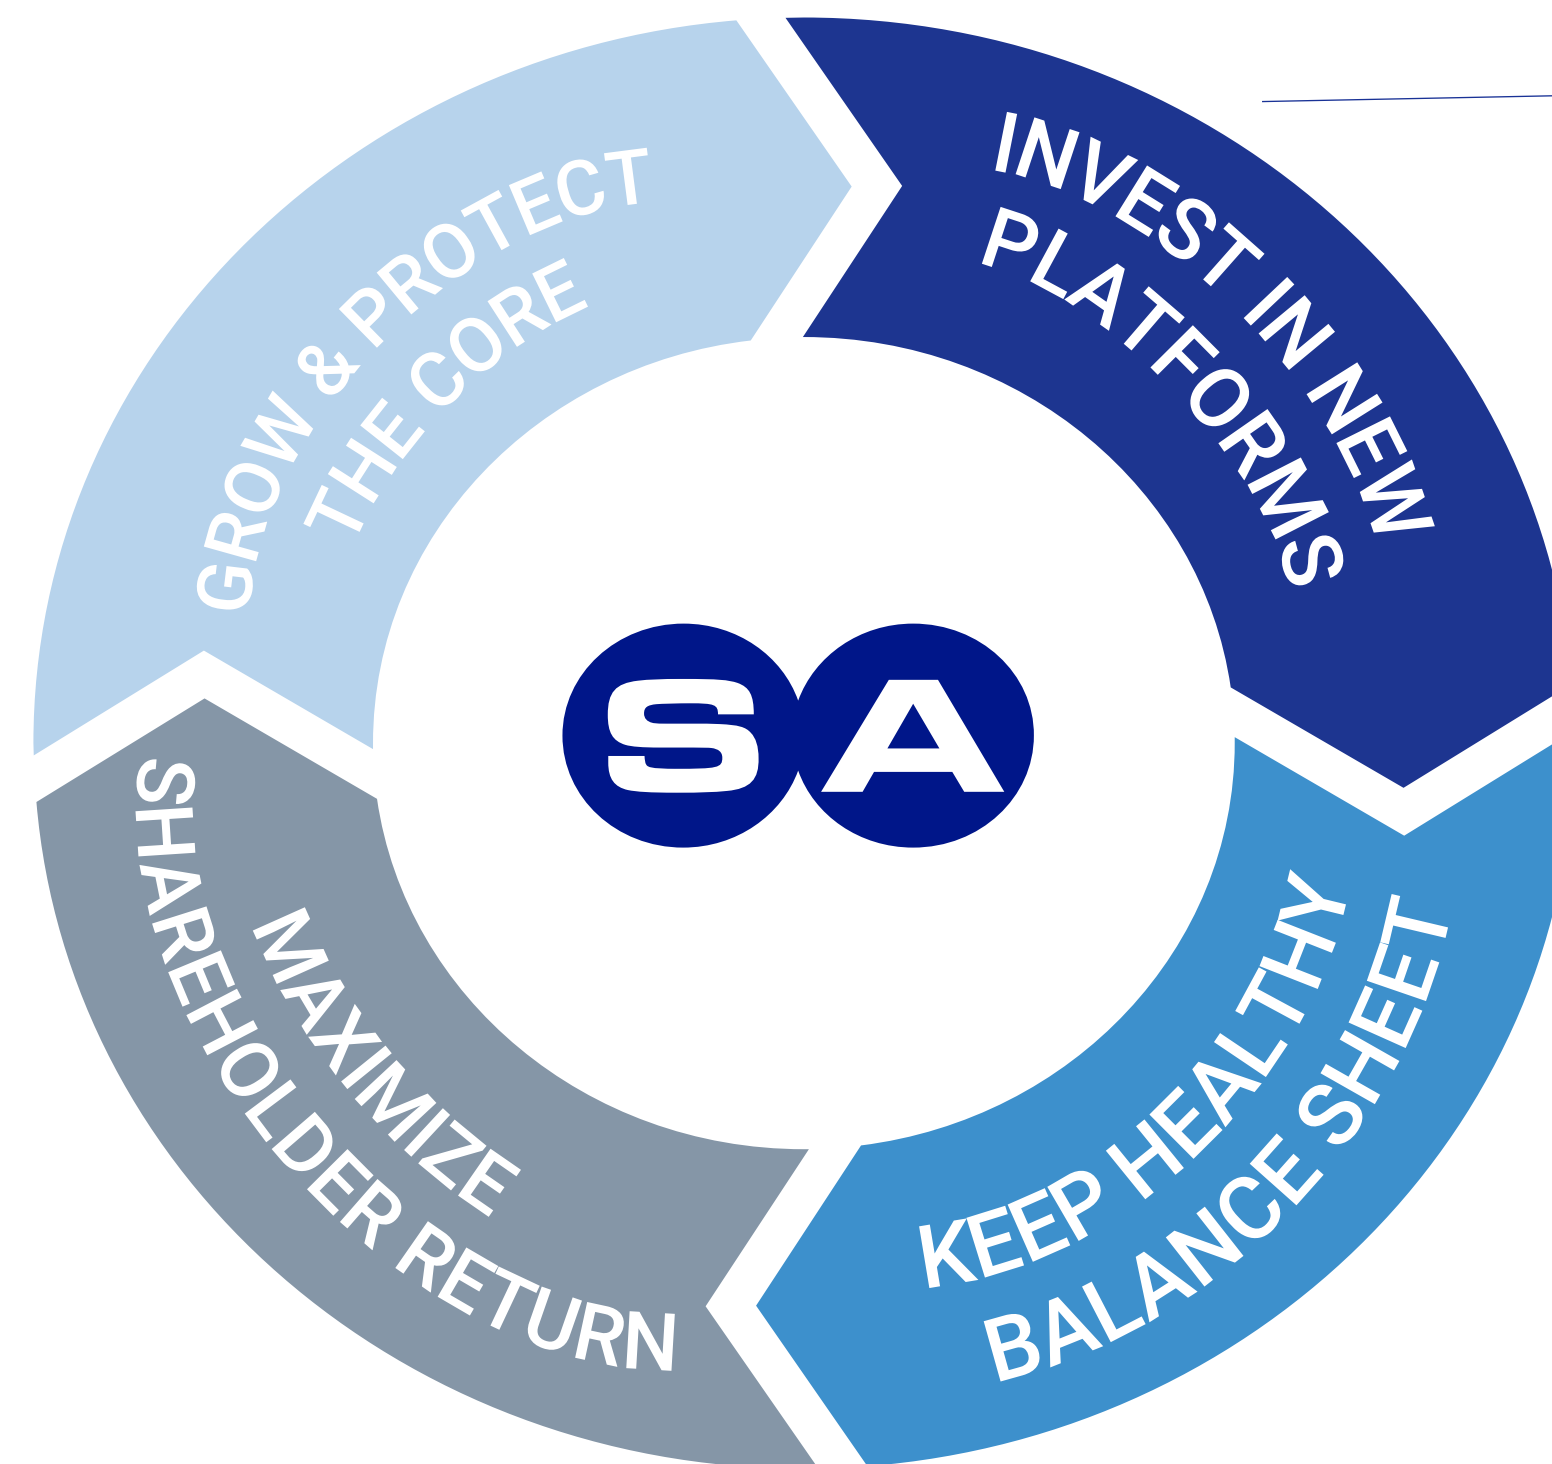 GROW & PROTECT
THE CORE
INVEST IN NEW
PLATFORMS
SA
KEEP HEALTHY
BALANCE SHEET
MAXIMIZE
SHAREHOLDER RETURN